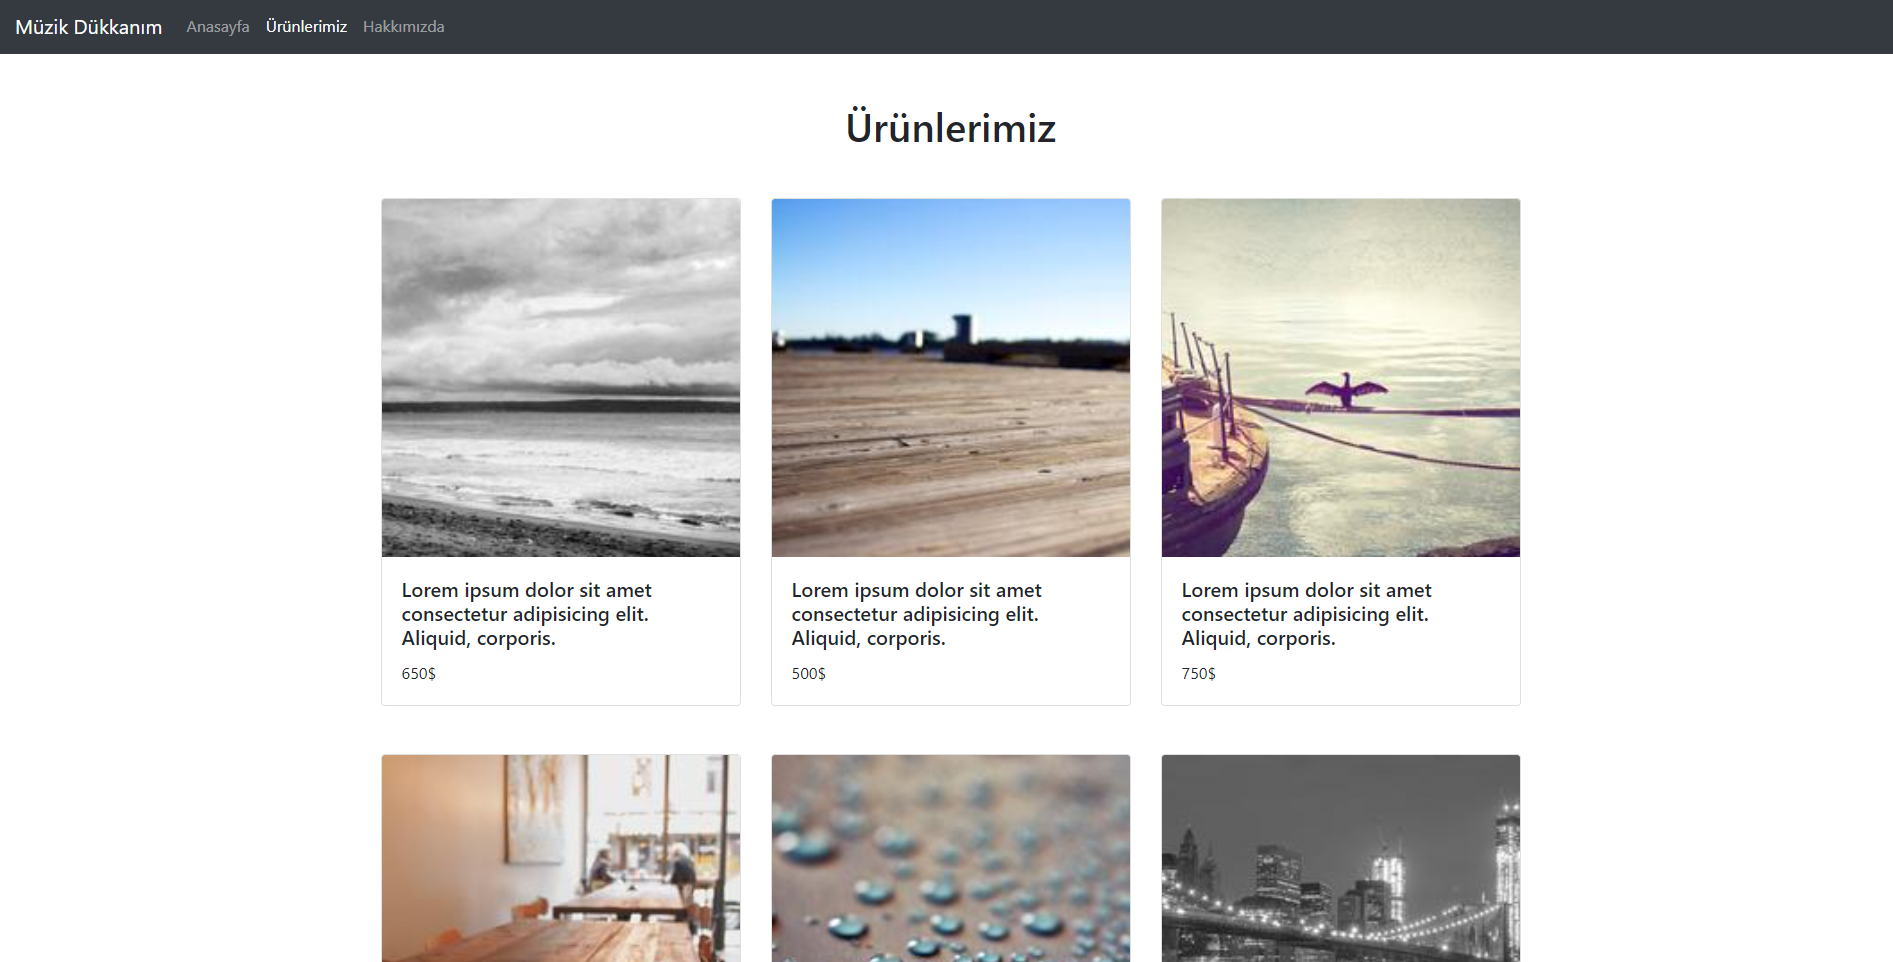 Müzik Dükkanım Anasayfa Ürünlerimiz Hakkımızda
Ürünlerimiz
Lorem ipsum dolor sit amet
consectetur adipisicing elit.
Aliquid, corporis.
650$
Lorem ipsum dolor sit amet
consectetur adipisicing elit.
Aliquid, corporis.
500$
Lorem ipsum dolor sit amet
consectetur adipisicing elit.
Aliquid, corporis.
750$